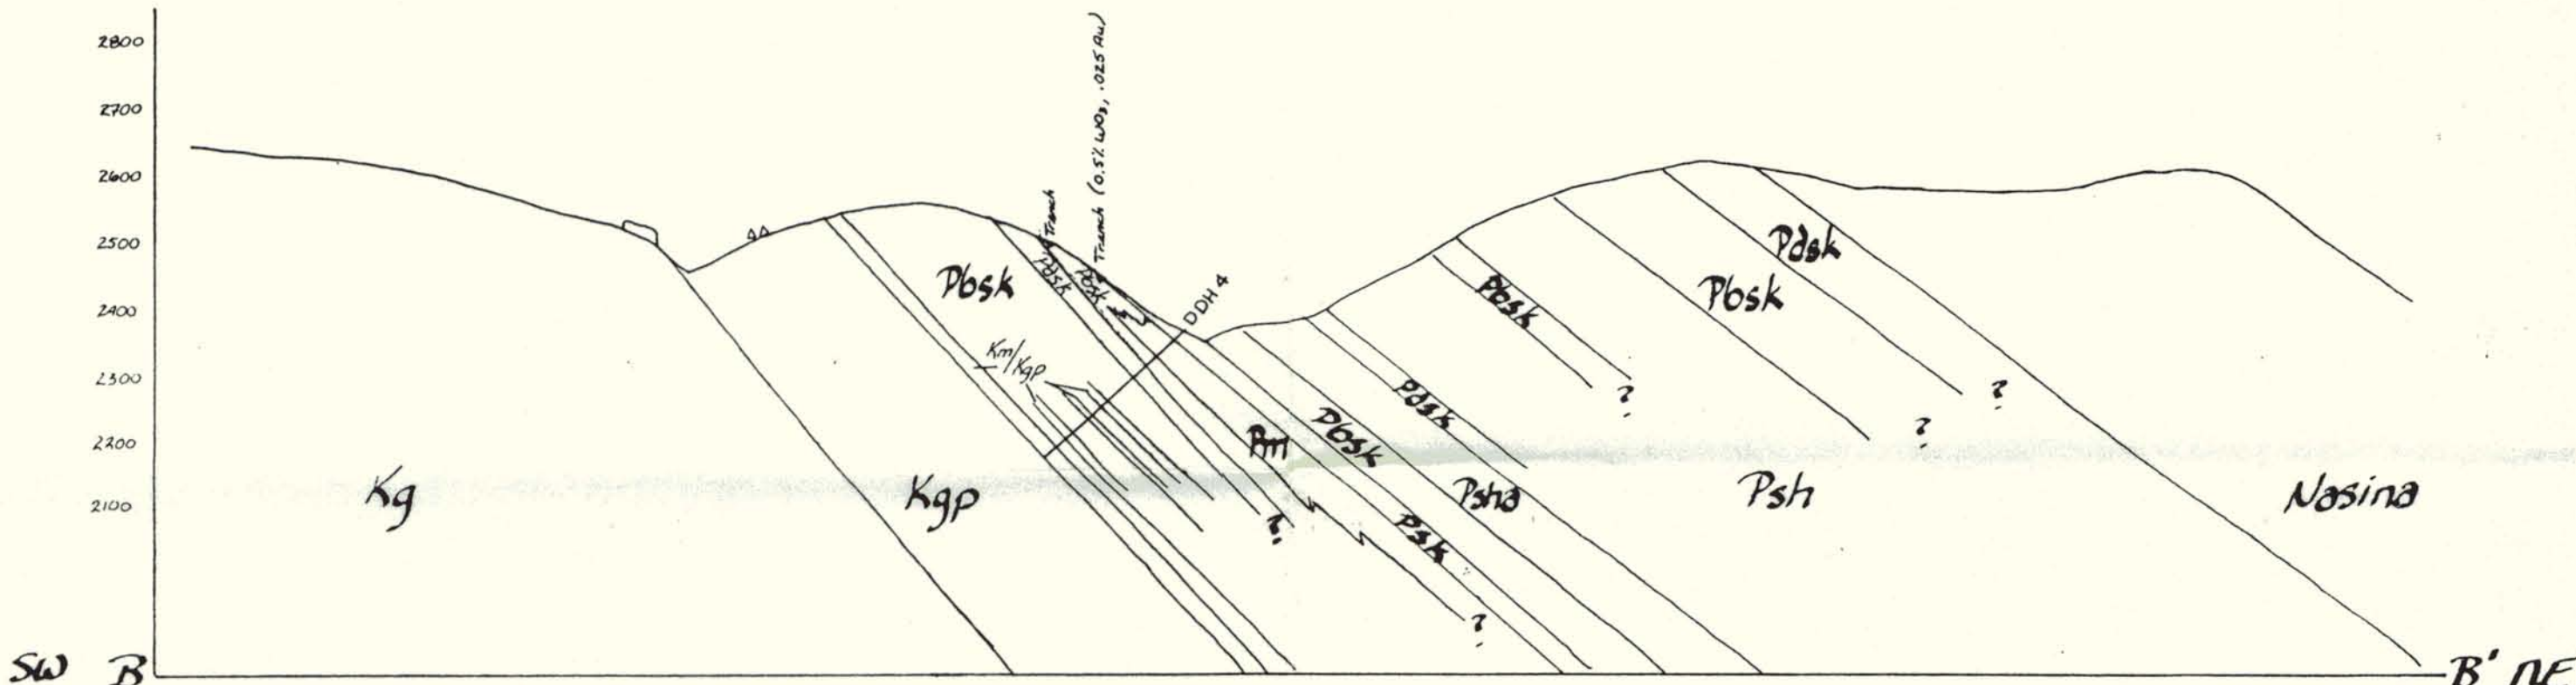 2800
2700
2600
2500
2400
2300
2200
2100
Trench
Trench (0.5% WO3, .025 Au)
DDH 4
Pbsk
Pdsk
Pbsk
Km/Kgp
Pm
Pbsk
Pdsk
Pbsk
?
Pbsk
?
Pdsk
?
Kg
Kgp
?
Psk
?
Psha
Psh
Nasina
SW B
B' NE